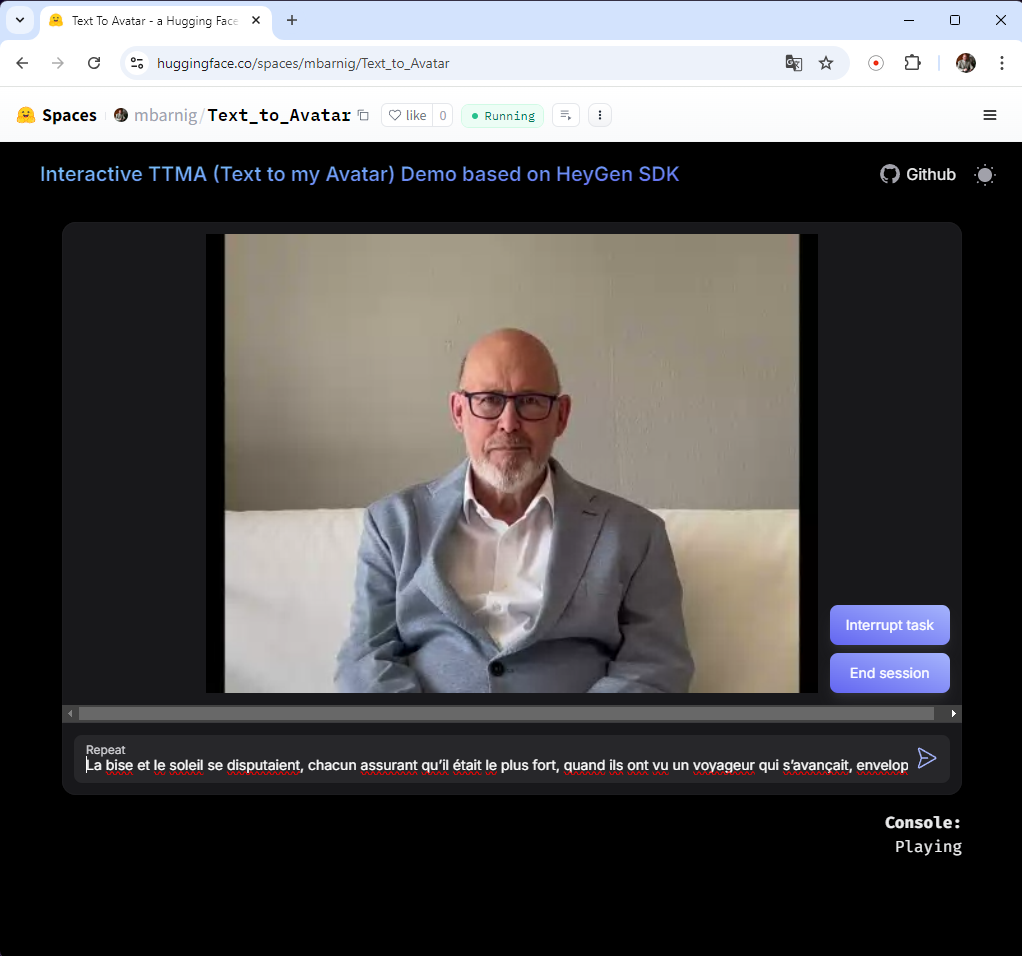 Text To Avatar - a Hugging Face
huggingface.co/spaces/mbarnig/Text_to_Avatar
Spaces mbarnig/Text_to_Avatar like 0 Running
Interactive TTMA (Text to my Avatar) Demo based on HeyGen SDK Github
Interrupt task
End session
Repeat
La bise et le soleil se disputaient, chacun assurant qu’il était le plus fort, quand ils ont vu un voyageur qui s’avançait, envelop
Console:
Playing